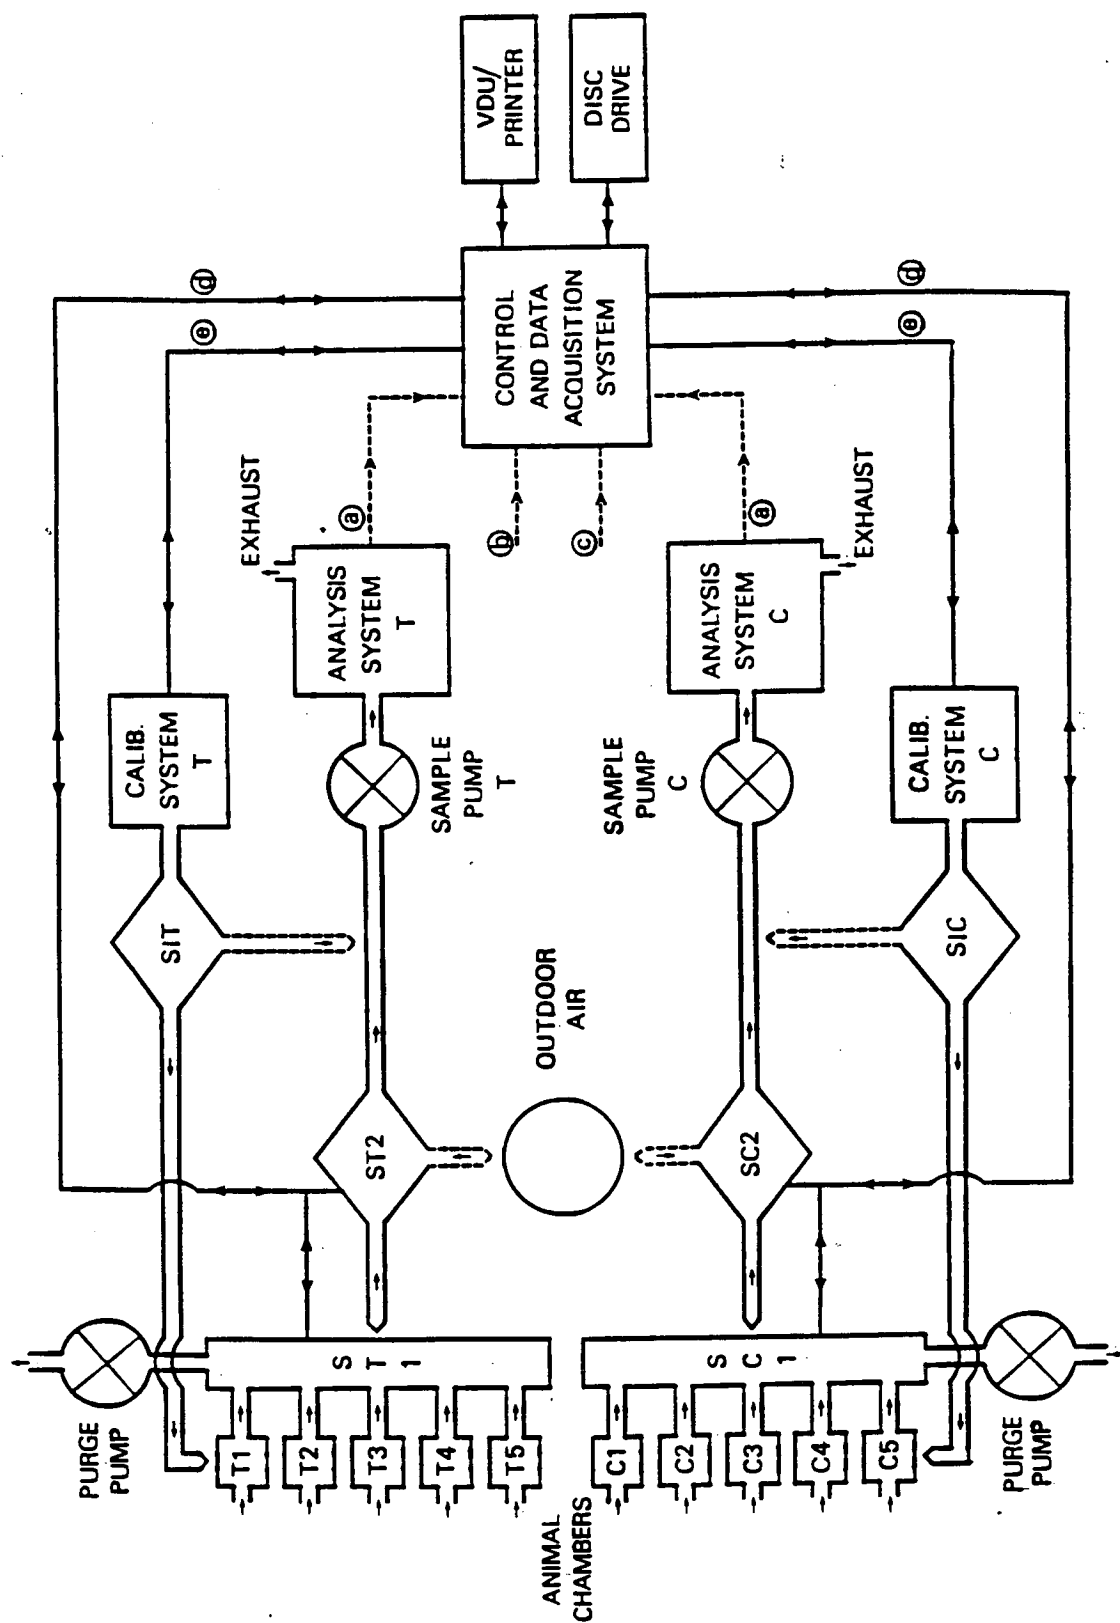 PURGE
PUMP
T1
T2
T3
T4
T5
S
T
1
ANIMAL
CHAMBERS
C1
C2
C3
C4
C5
S
C
1
PURGE
PUMP
SIT
ST2
OUTDOOR
AIR
SC2
SIC
CALIB.
SYSTEM
T
SAMPLE
PUMP
T
SAMPLE
PUMP
C
CALIB.
SYSTEM
C
EXHAUST
ANALYSIS
SYSTEM
T
ANALYSIS
SYSTEM
C
EXHAUST
a
b
c
a
e
d
e
d
CONTROL
AND DATA
ACQUISITION
SYSTEM
VDU/
PRINTER
DISC
DRIVE